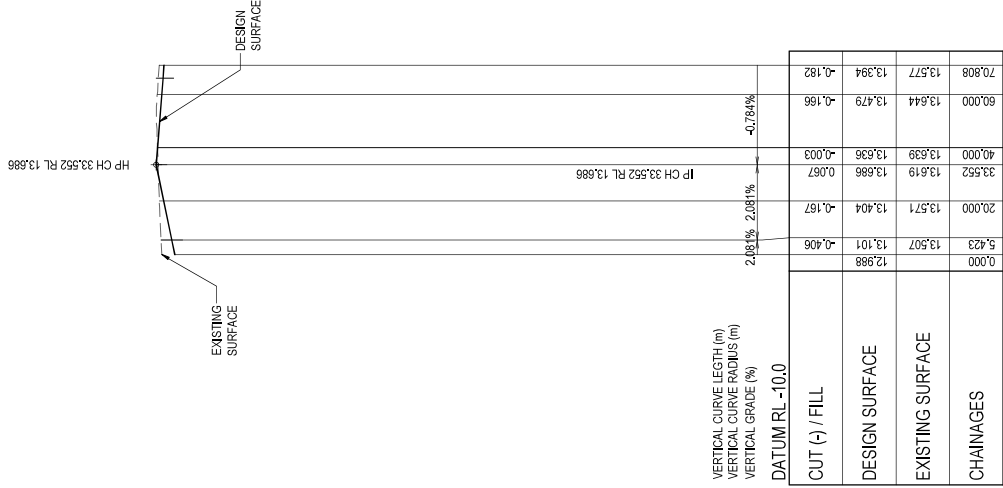 HP CH 33.552 RL 13.686
DESIGN
SURFACE
EXISTING
SURFACE
IP CH 33.552 RL 13.686
VERTICAL CURVE LEGTH (m)
VERTICAL CURVE RADIUS (m)
VERTICAL GRADE (%) 2.081% 2.081% -0.784%
DATUM RL -10.0
CUT (-) / FILL -0.406 -0.167 0.067 -0.003 -0.166 -0.182
DESIGN SURFACE 12.988 13.101 13.404 13.686 13.636 13.479 13.394
EXISTING SURFACE 13.507 13.571 13.619 13.639 13.644 13.577
CHAINAGES 0.000 5.423 20.000 33.552 40.000 60.000 70.808